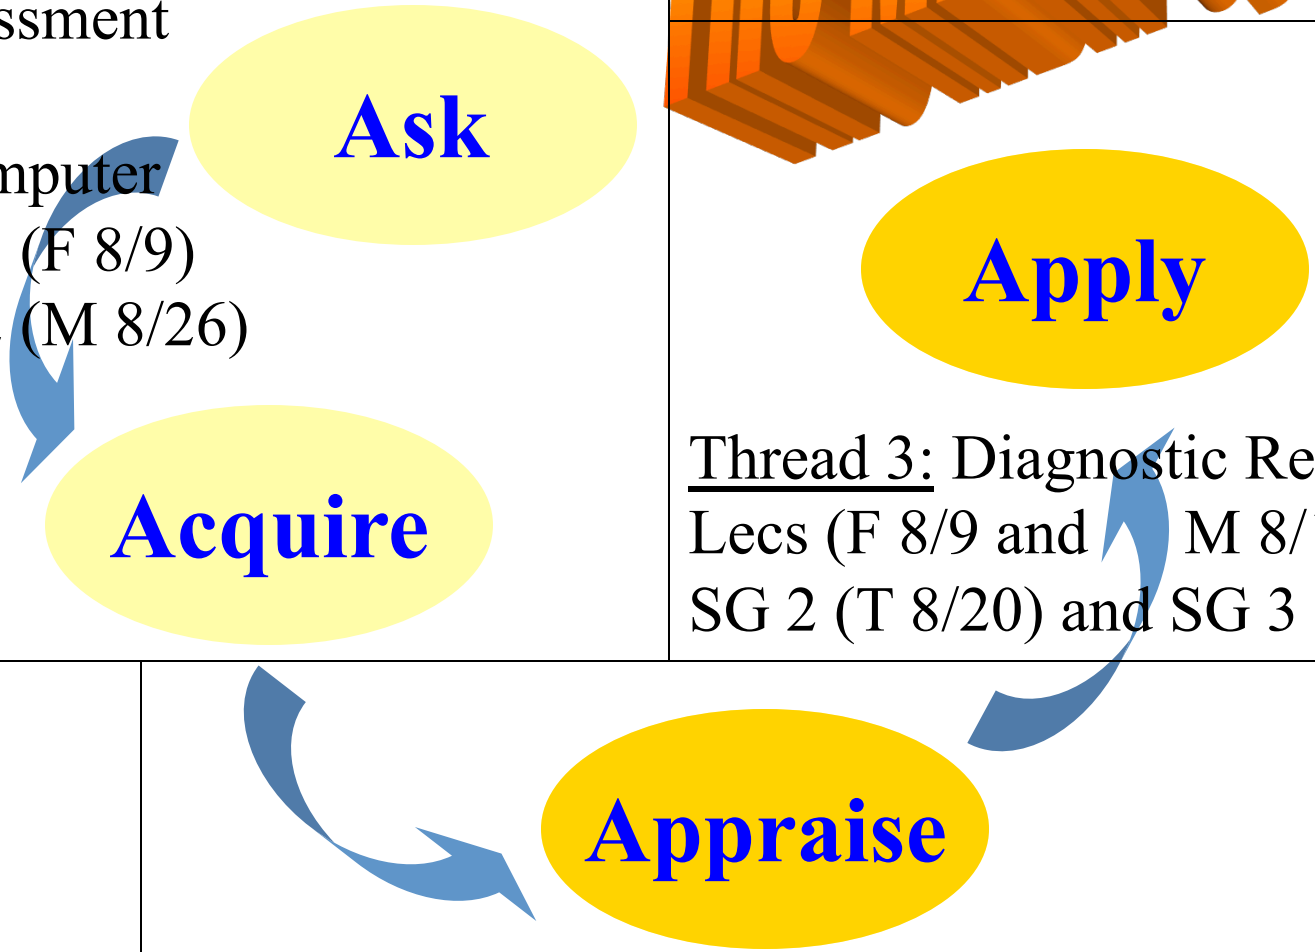 ssment
Ask
mputer
(F 8/9)
(M 8/26)
Acquire
Apply
Thread 3: Diagnostic Re
Lecs (F 8/9 and M 8/
SG 2 (T 8/20) and SG 3
Appraise